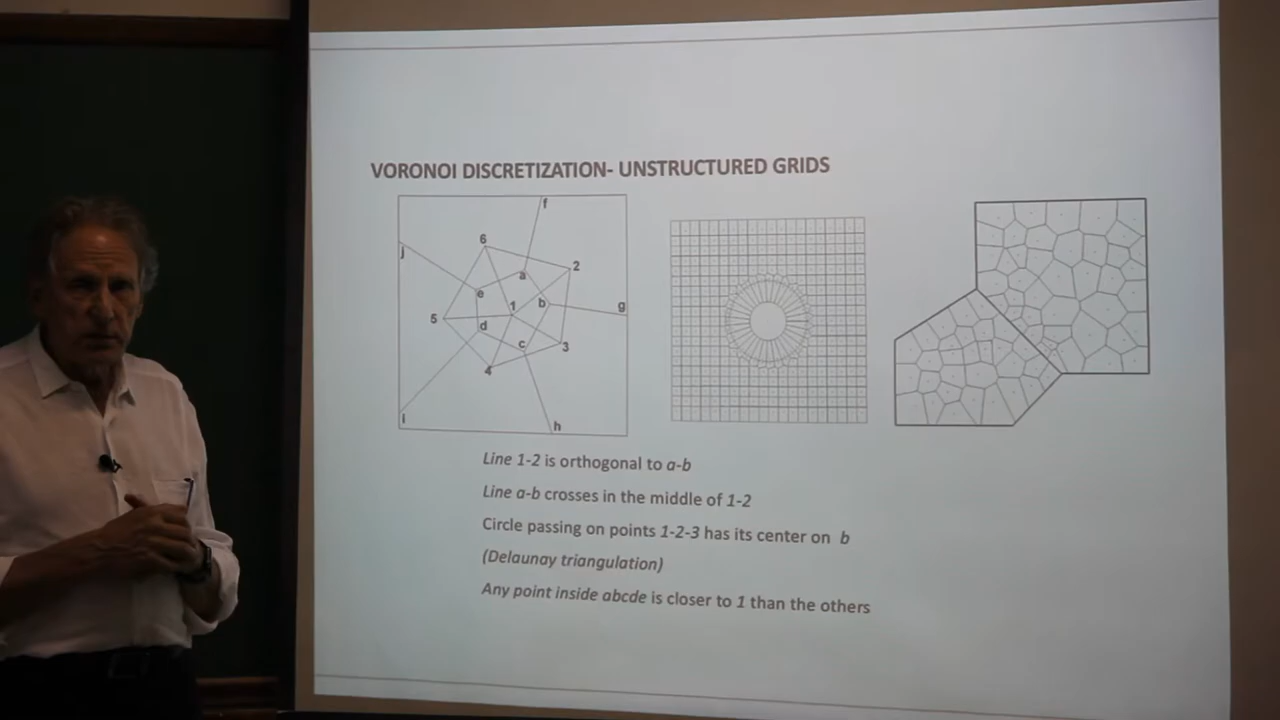 VORONOI DISCRETIZATION- UNSTRUCTURED GRIDS
f
j
6
2
a
e
1
b
g
5
d
c
3
4
i
h
Line 1-2 is orthogonal to a-b
Line a-b crosses in the middle of 1-2
Circle passing on points 1-2-3 has its center on b
(Delaunay triangulation)
Any point inside abcde is closer to 1 than the others